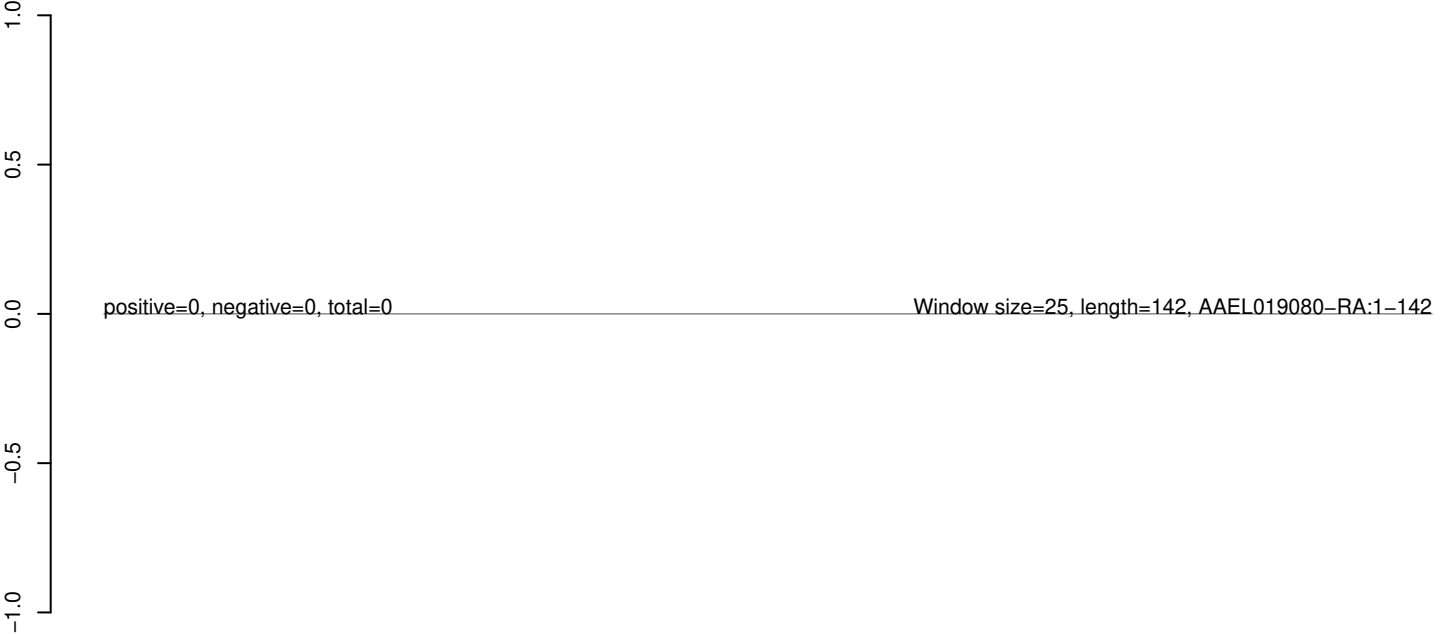 1.0
0.5
0.0
−0.5
−1.0
positive=0, negative=0, total=0
Window size=25, length=142, AAEL019080−RA:1−142